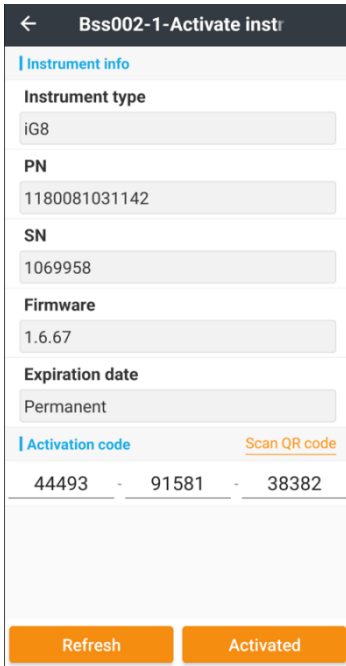 Bss002-1-Activate instr
Instrument info
Instrument type
iG8
PN
1180081031142
SN
1069958
Firmware
1.6.67
Expiration date
Permanent
Activation code Scan QR code
44493 - 91581 - 38382
Refresh Activated